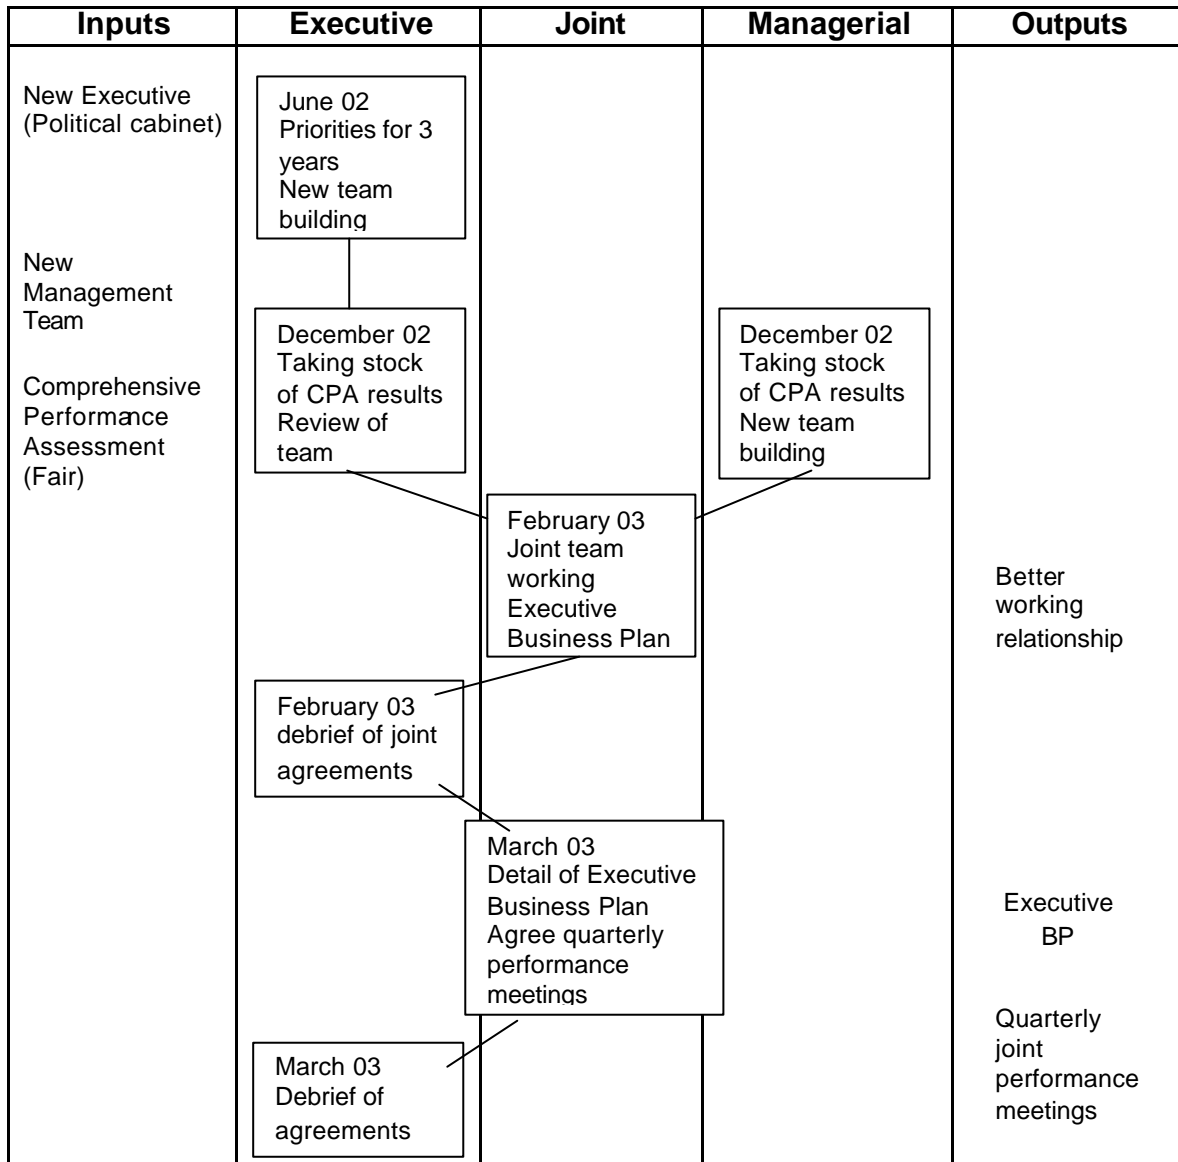 Inputs
Executive
Joint
Managerial
Outputs
New Executive
(Political cabinet)
New
Management
Team
Comprehensive
Performance
Assessment
(Fair)
June 02
Priorities for 3
years
New team
building
December 02
Taking stock
of CPA results
Review of
team
February 03
debrief of joint
agreements
March 03
Debrief of
agreements
February 03
Joint team
working
Executive
Business Plan
March 03
Detail of Executive
Business Plan
Agree quarterly
performance
meetings
December 02
Taking stock
of CPA results
New team
building
Better
working
relationship
Executive
BP
Quarterly
joint
performance
meetings